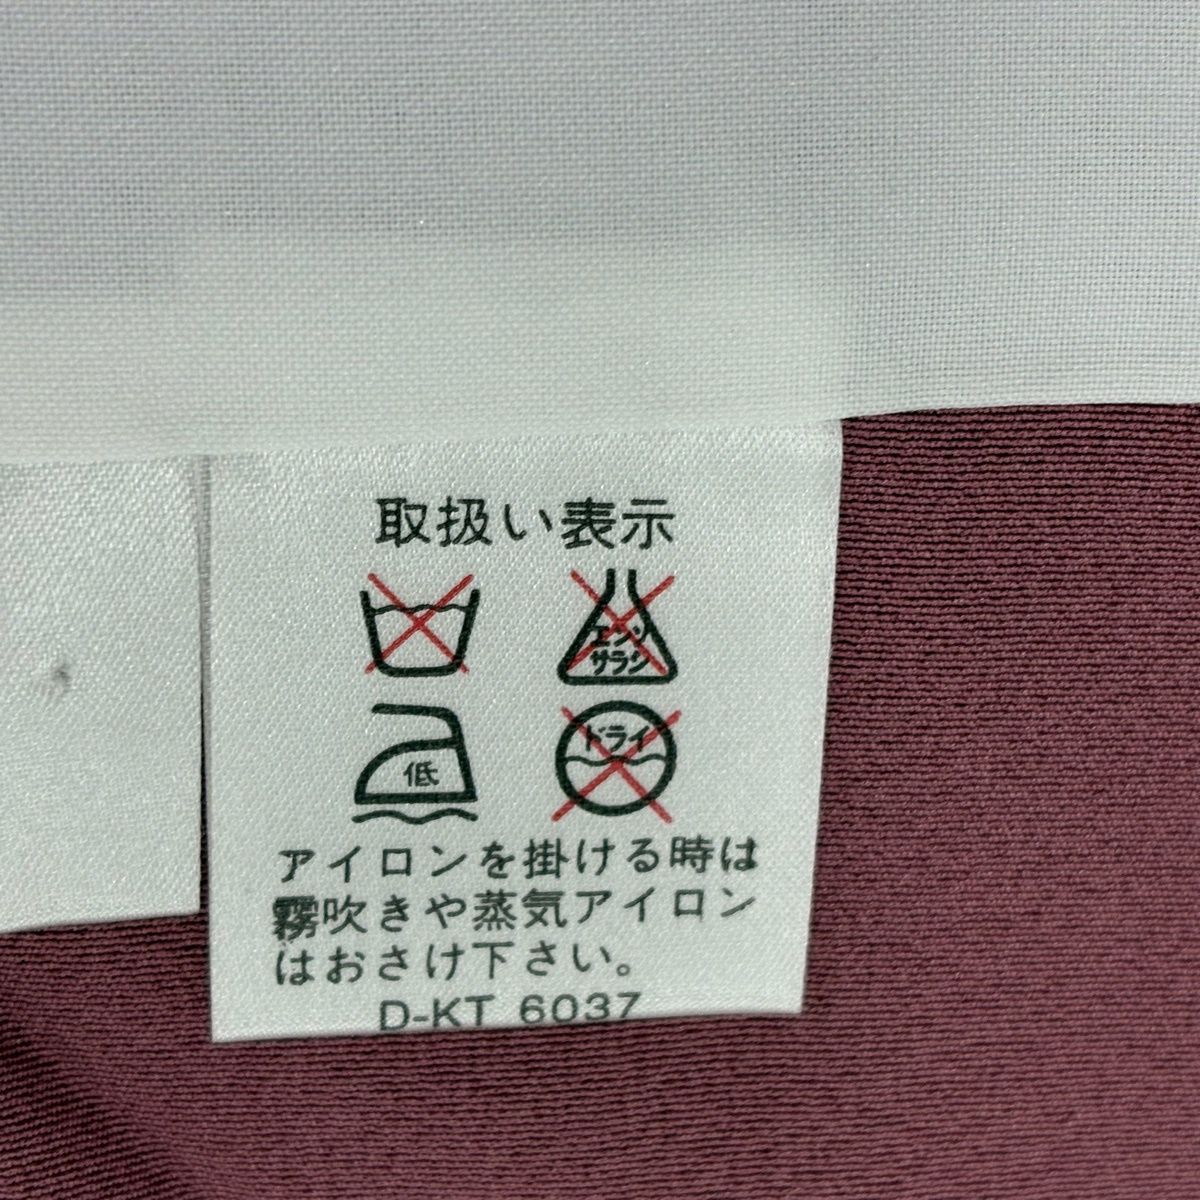 取扱い表示
エンソ
サラシ
低
ドライ
アイロンを掛ける時は
霧吹きや蒸気アイロン
はおさけ下さい。
D-KT 6037